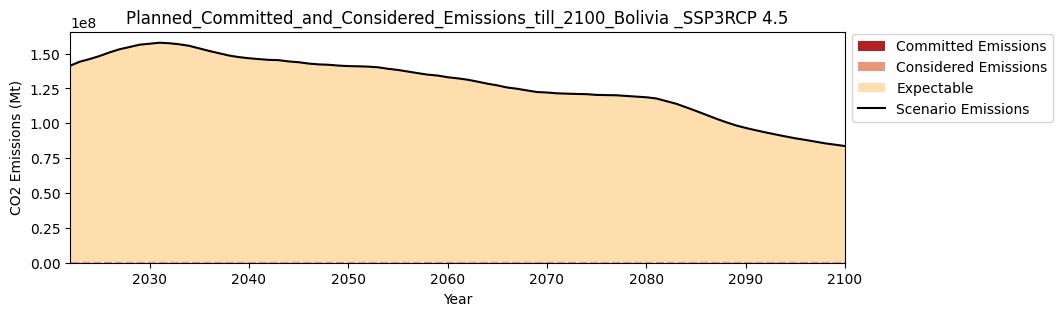 Planned_Committed_and_Considered_Emissions_till_2100_Bolivia _SSP3RCP 4.5
1e8
1.50
1.25
1.00
0.75
0.50
0.25
0.00
CO2 Emissions (Mt)
2030 2040 2050 2060 2070 2080 2090 2100
Year
Committed Emissions
Considered Emissions
Expectable
Scenario Emissions